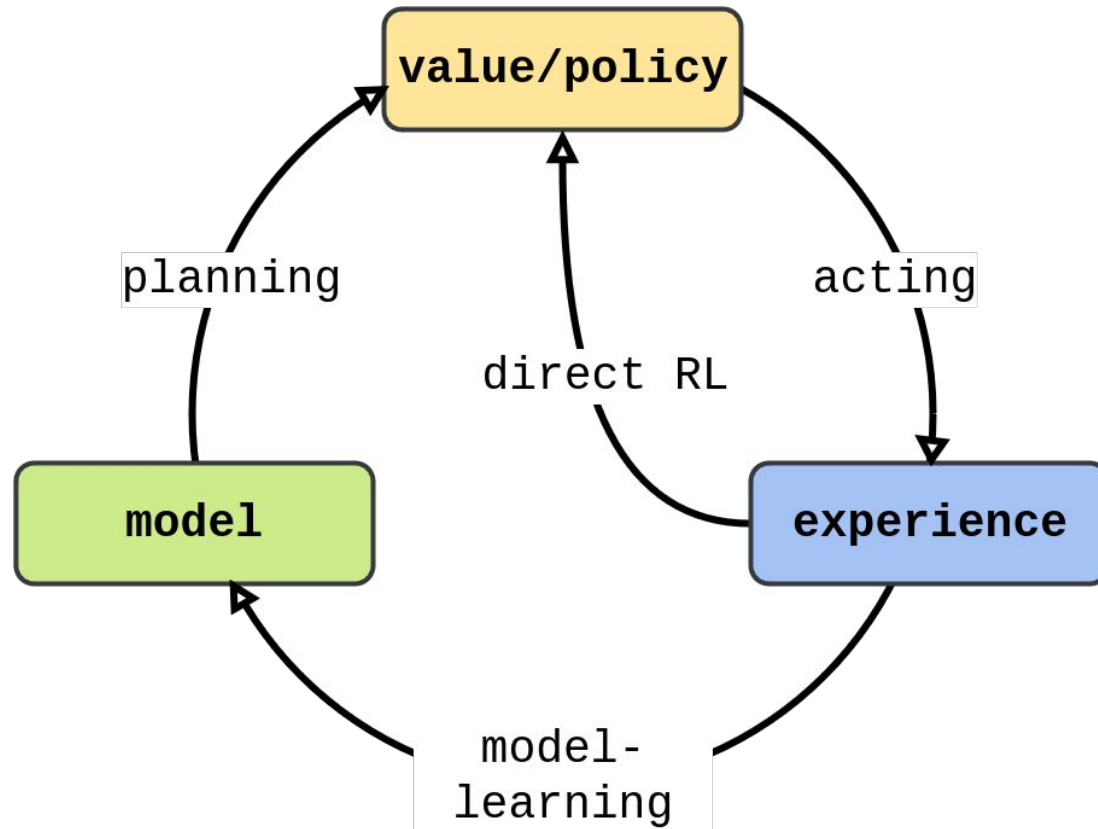 value/policy
planning
acting
direct RL
model
experience
model-
learning